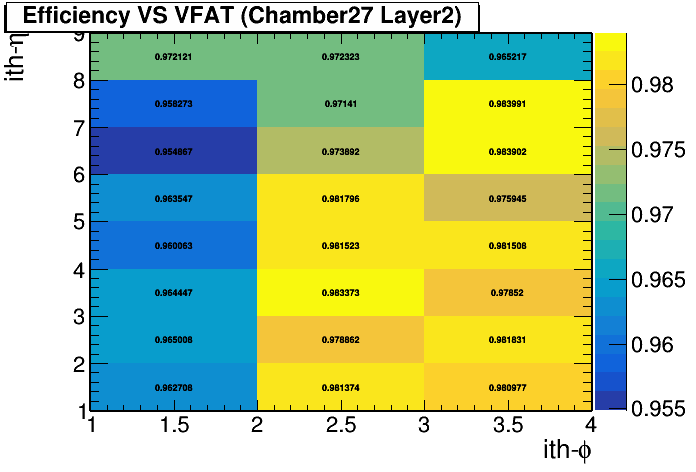 Efficiency VS VFAT (Chamber27 Layer2)
ith-η
9
8
7
6
5
4
3
2
1
0.972121 0.972323 0.965217
0.958273 0.97141 0.983991
0.954867 0.973892 0.983902
0.963547 0.981796 0.975945
0.960063 0.981523 0.981508
0.964447 0.983373 0.97852
0.965008 0.978862 0.981831
0.962708 0.981374 0.980977
1 1.5 2 2.5 3 3.5 4
ith-ϕ
0.98
0.975
0.97
0.965
0.96
0.955